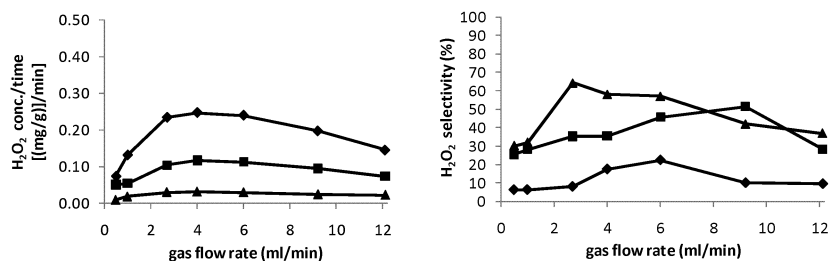 H₂O₂ conc./time
[(mg/g)]/min]
0.50
0.40
0.30
0.20
0.10
0.00
0 2 4 6 8 10 12
gas flow rate (ml/min)
H₂O₂ selectivity (%)
100
90
80
70
60
50
40
30
20
10
0
0 2 4 6 8 10 12
gas flow rate (ml/min)